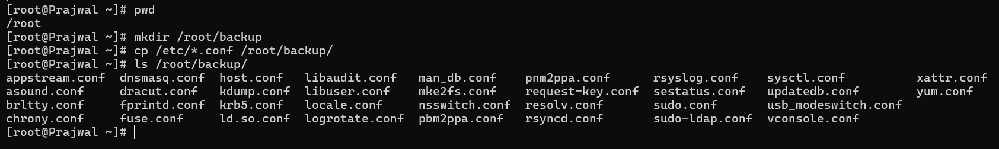 [root@Prajwal ~]# pwd
/root
[root@Prajwal ~]# mkdir /root/backup
[root@Prajwal ~]# cp /etc/*.conf /root/backup/
[root@Prajwal ~]# ls /root/backup/
appstream.conf  dnsmasq.conf  host.conf   libaudit.conf   man_db.conf    pnm2ppa.conf      rsyslog.conf    sysctl.conf          xattr.conf
asound.conf     dracut.conf   kdump.conf  libuser.conf    mke2fs.conf    request-key.conf  sestatus.conf   updatedb.conf        yum.conf
brltty.conf     fprintd.conf  krb5.conf   locale.conf     nsswitch.conf  resolv.conf       sudo.conf       usb_modeswitch.conf
chrony.conf     fuse.conf     ld.so.conf  logrotate.conf  pbm2ppa.conf   rsyncd.conf       sudo-ldap.conf  vconsole.conf
[root@Prajwal ~]#